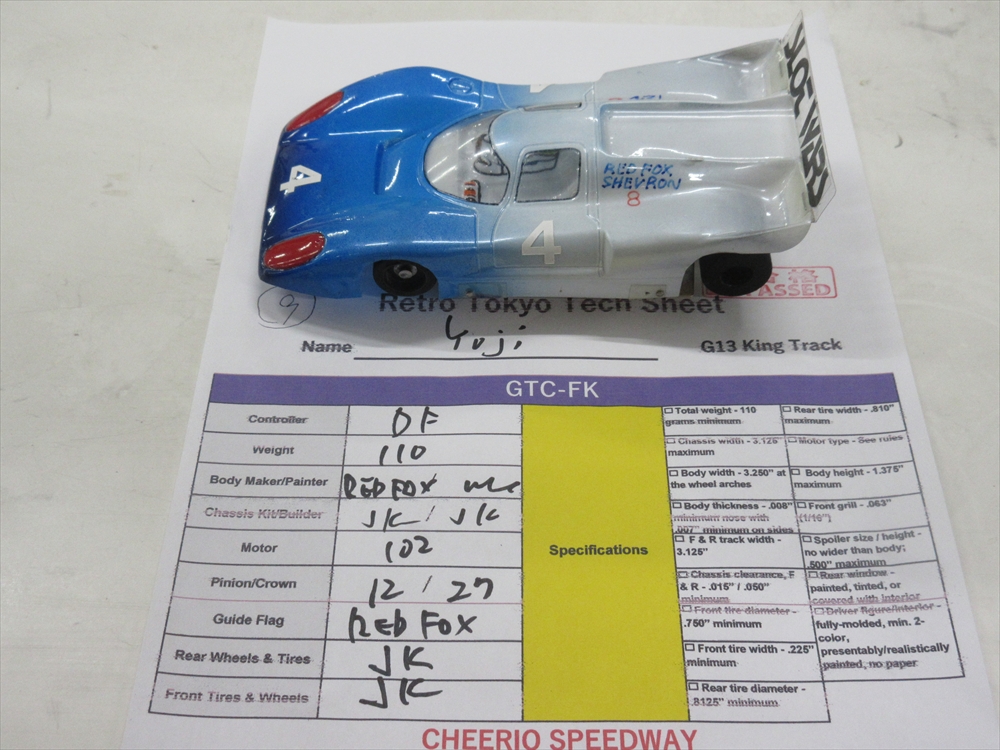 SLOE WARS
4
RED FOX
SHEVRON
8
4
PASSED
9
Retro Tokyo Tech Sheet
Name Yuji G13 King Track
GTC-FK
Controller DF
Weight 110
Body Maker/Painter RED FOX
Chassis Kit/Builder JK / JK
Motor 102
Pinion/Crown 12 / 27
Guide Flag RED FOX
Rear Wheels & Tires JK
Front Tires & Wheels JK
Specifications
Total weight - 110
grams minimum
Chassis width - 3.125"
maximum
Body width - 3.250" at
the wheel arches
Body thickness - .008"
minimum nose with
.007" minimum on sides
F & R track width -
3.125"
Chassis clearance, F
& R - .015" / .050"
minimum
Front tire diameter -
.750" minimum
Front tire width - .225"
minimum
Rear tire diameter -
.8125" minimum
Rear tire width - .810"
maximum
Motor type - See rules
Body height - 1.375"
maximum
Front grill - .063"
(1/16")
Spoiler size / height -
no wider than body;
.500" maximum
Rear window -
painted, tinted, or
covered with interior
Driver figure/interior -
fully-molded, min. 2-
color,
presentably/realistically
painted, no paper
CHEERIO SPEEDWAY